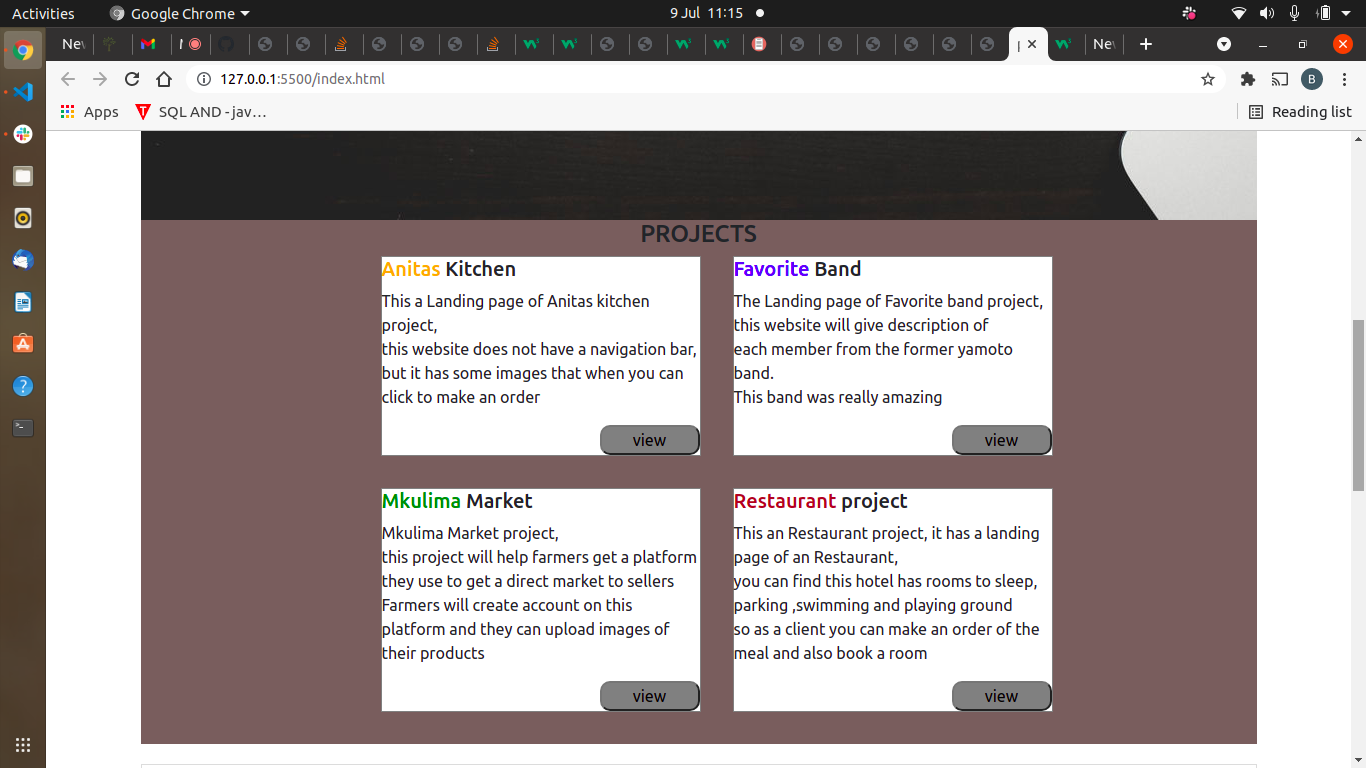 Activities
Google Chrome
9 Jul 11:15
Nev
127.0.0.1:5500/index.html
B
Apps
SQL AND - jav…
Reading list
PROJECTS
Anitas Kitchen
This a Landing page of Anitas kitchen
project,
this website does not have a navigation bar,
but it has some images that when you can
click to make an order
view
Favorite Band
The Landing page of Favorite band project,
this website will give description of
each member from the former yamoto
band.
This band was really amazing
view
Mkulima Market
Mkulima Market project,
this project will help farmers get a platform
they use to get a direct market to sellers
Farmers will create account on this
platform and they can upload images of
their products
view
Restaurant project
This an Restaurant project, it has a landing
page of an Restaurant,
you can find this hotel has rooms to sleep,
parking ,swimming and playing ground
so as a client you can make an order of the
meal and also book a room
view